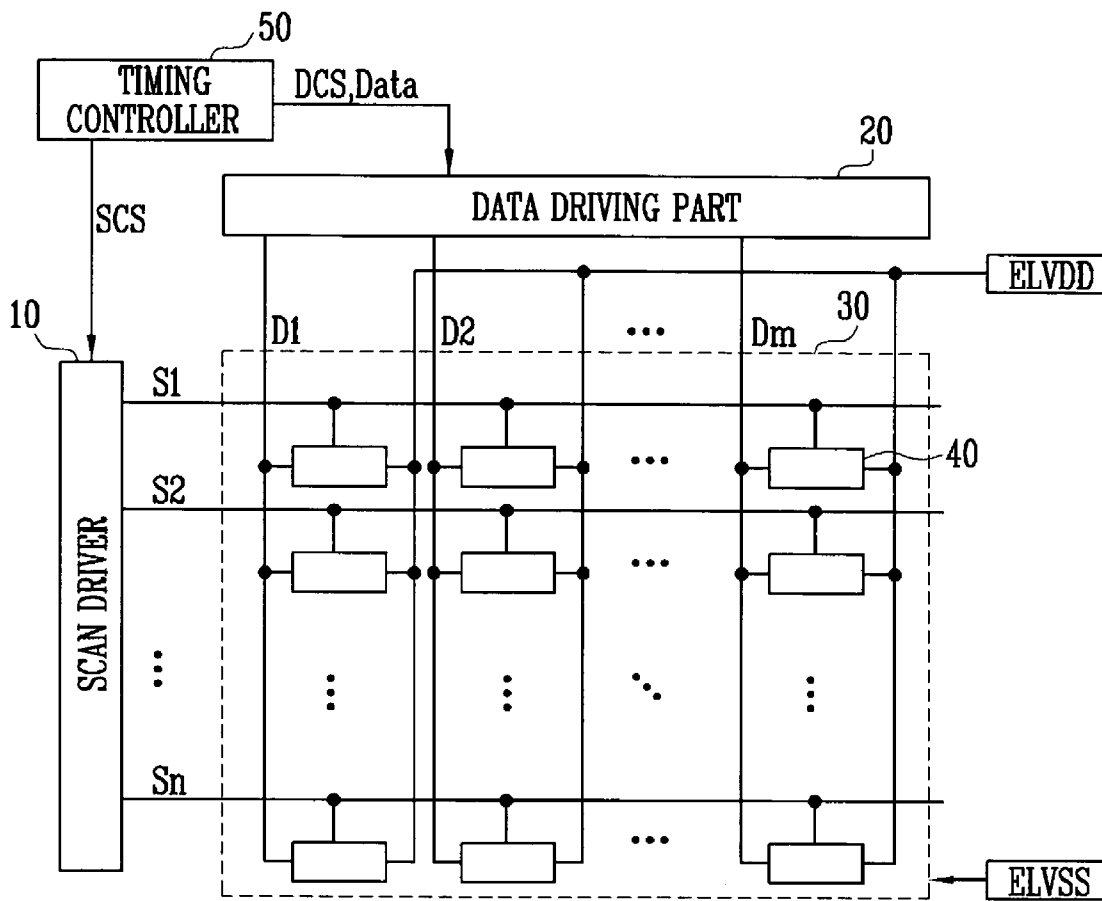 50
TIMING
CONTROLLER
DCS,Data
20
DATA DRIVING PART
SCS
ELVDD
10
D1
D2
Dm
30
S1
40
S2
SCAN DRIVER
Sn
ELVSS